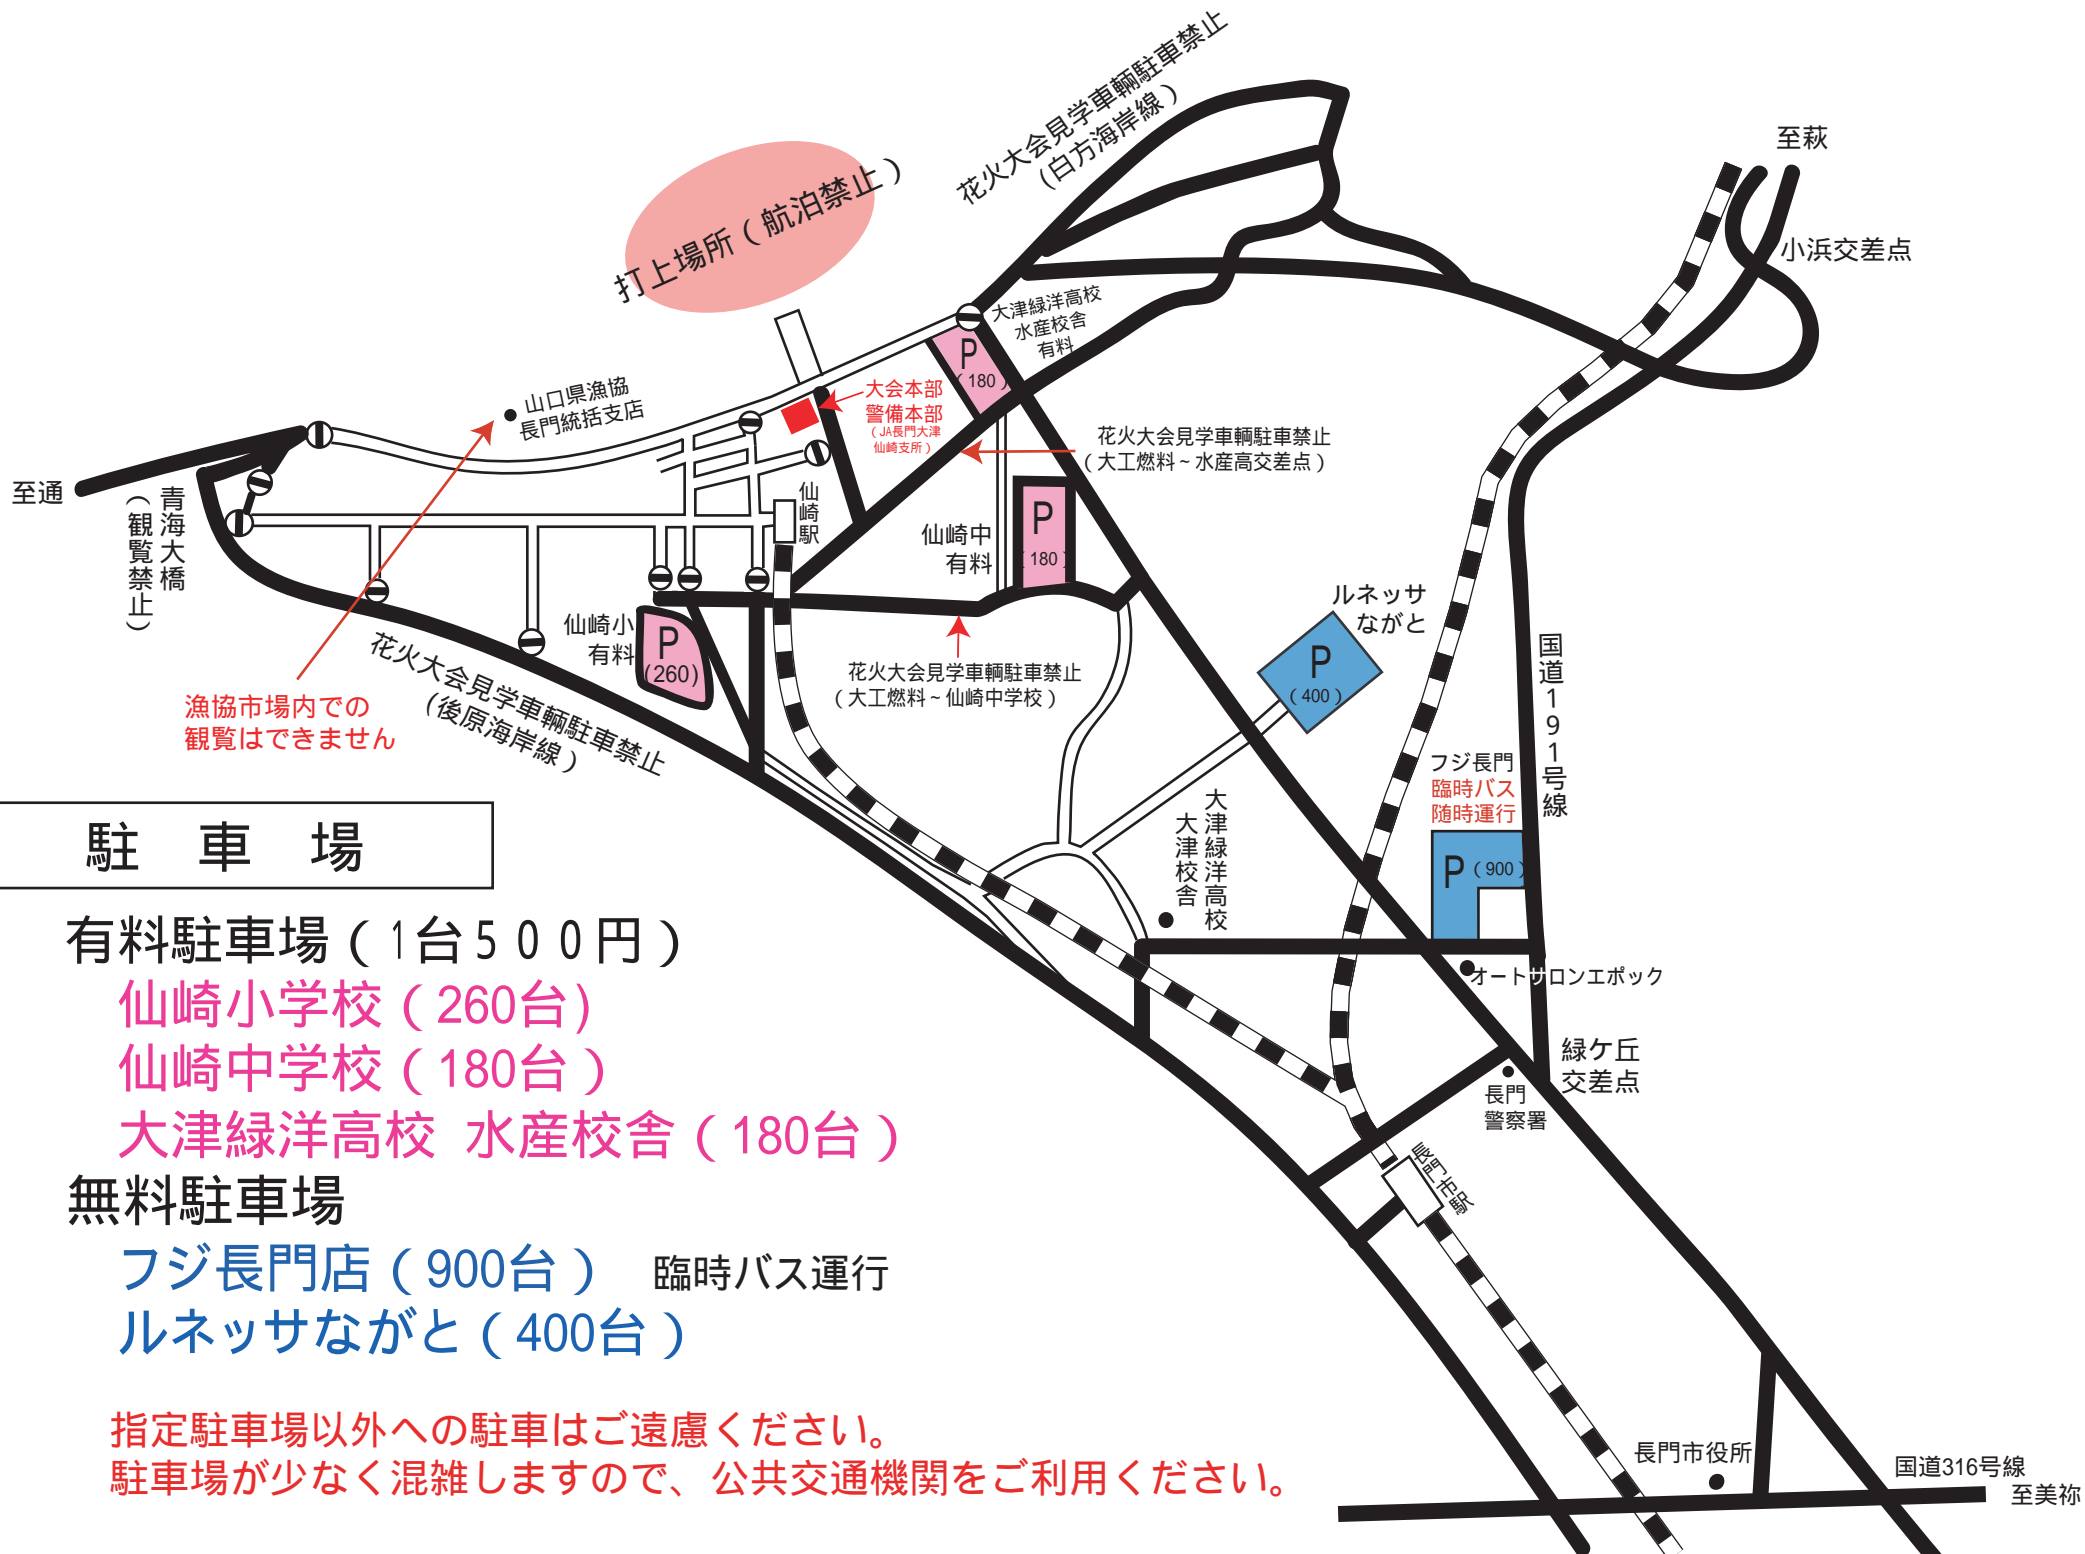 花火大会見学車輛駐車禁止
（白方海岸線）
至萩
小浜交差点
打上場所（航泊禁止）
大津緑洋高校
水産校舎
有料
P
（180）
山口県漁協
長門統括支店
大会本部
警備本部
（JA長門大津
仙崎支所）
花火大会見学車輌駐車禁止
（大工燃料～水産高交差点）
至通
青海大橋
（観覧禁止）
仙崎駅
仙崎中
有料
P
（180）
仙崎小
有料
P
(260)
ルネッサ
ながと
P
（400）
国道191号線
花火大会見学車輌駐車禁止
（大工燃料～仙崎中学校）
花火大会見学車輛駐車禁止
（後原海岸線）
漁協市場内での
観覧はできません
フジ長門
臨時バス
随時運行
P（900）
大津緑洋高校
大津校舎
オートサロンエポック
緑ケ丘
交差点
長門
警察署
長門市駅
長門市役所
国道316号線
至美祢
駐 車 場
有料駐車場（1台500円）
仙崎小学校（260台)
仙崎中学校（180台）
大津緑洋高校 水産校舎（180台）
無料駐車場
フジ長門店（900台） 臨時バス運行
ルネッサながと（400台）
指定駐車場以外への駐車はご遠慮ください。
駐車場が少なく混雑しますので、公共交通機関をご利用ください。